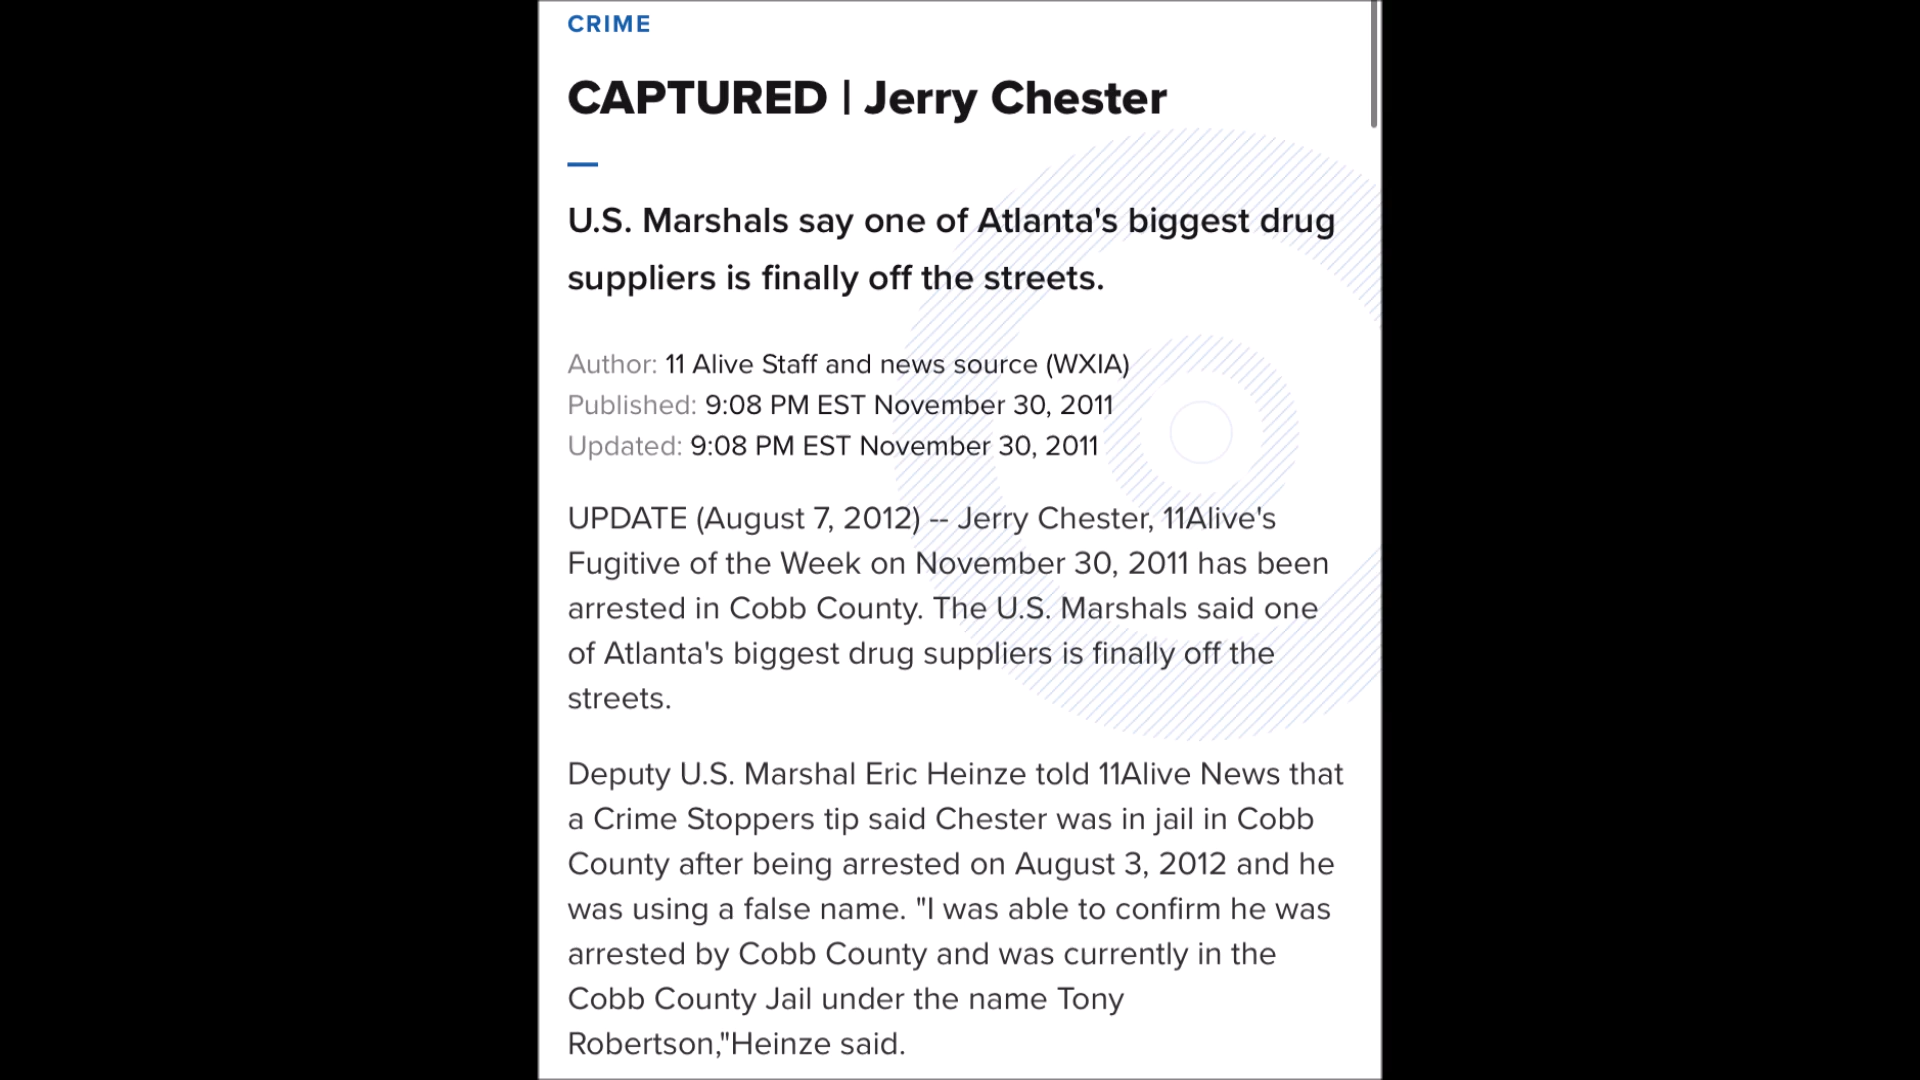 CRIME
CAPTURED | Jerry Chester
U.S. Marshals say one of Atlanta's biggest drug
suppliers is finally off the streets.
Author: 11 Alive Staff and news source (WXIA)
Published: 9:08 PM EST November 30, 2011
Updated: 9:08 PM EST November 30, 2011
UPDATE (August 7, 2012) -- Jerry Chester, 11Alive's
Fugitive of the Week on November 30, 2011 has been
arrested in Cobb County. The U.S. Marshals said one
of Atlanta's biggest drug suppliers is finally off the
streets.
Deputy U.S. Marshal Eric Heinze told 11Alive News that
a Crime Stoppers tip said Chester was in jail in Cobb
County after being arrested on August 3, 2012 and he
was using a false name. "I was able to confirm he was
arrested by Cobb County and was currently in the
Cobb County Jail under the name Tony
Robertson,"Heinze said.